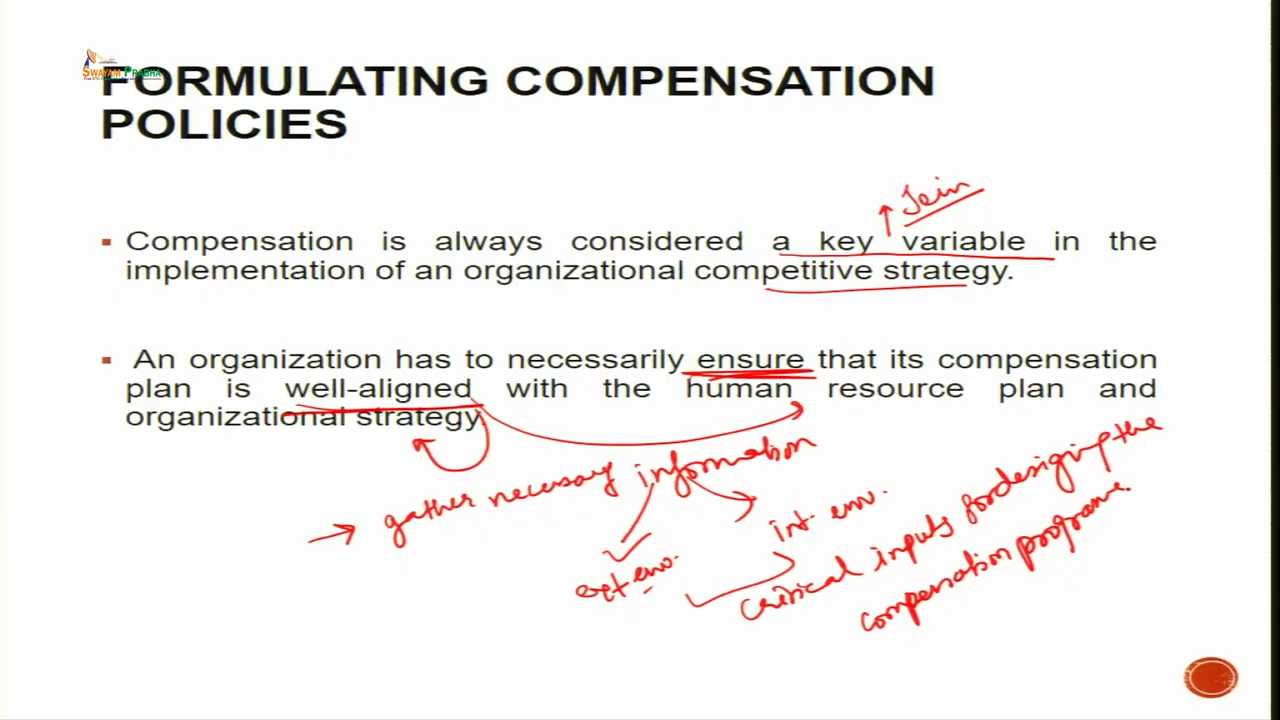 SWAYAM PRABHA
FORMULATING COMPENSATION
POLICIES
Jein
▪ Compensation is always considered a key variable in the
implementation of an organizational competitive strategy.
▪ An organization has to necessarily ensure that its compensation
plan is well-aligned with the human resource plan and
organizational strategy.
→ gather necessary information
ext env.
int. env.
critical inputs for designing the
compensation programe.